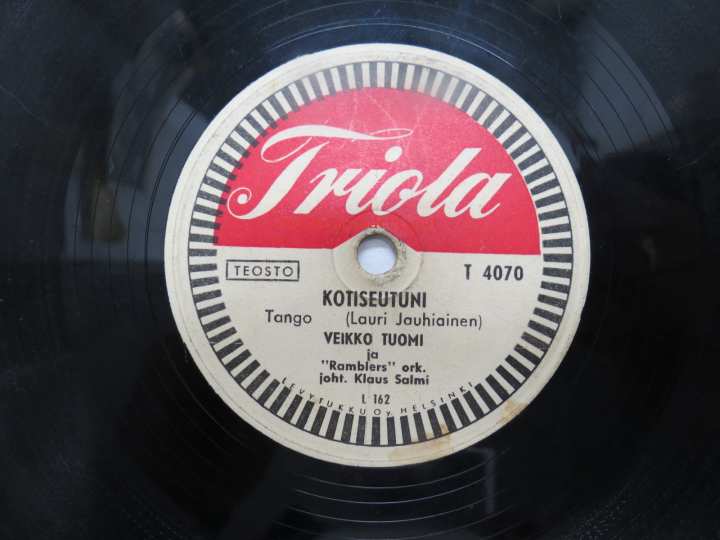 Triola
TEOSTO T 4070
KOTISEUTUNI
Tango (Lauri Jauhiainen)
VEIKKO TUOMI
ja
"Ramblers" ork.
joht. Klaus Salmi
L 162
LEVYTUKKU OY, HELSINKI